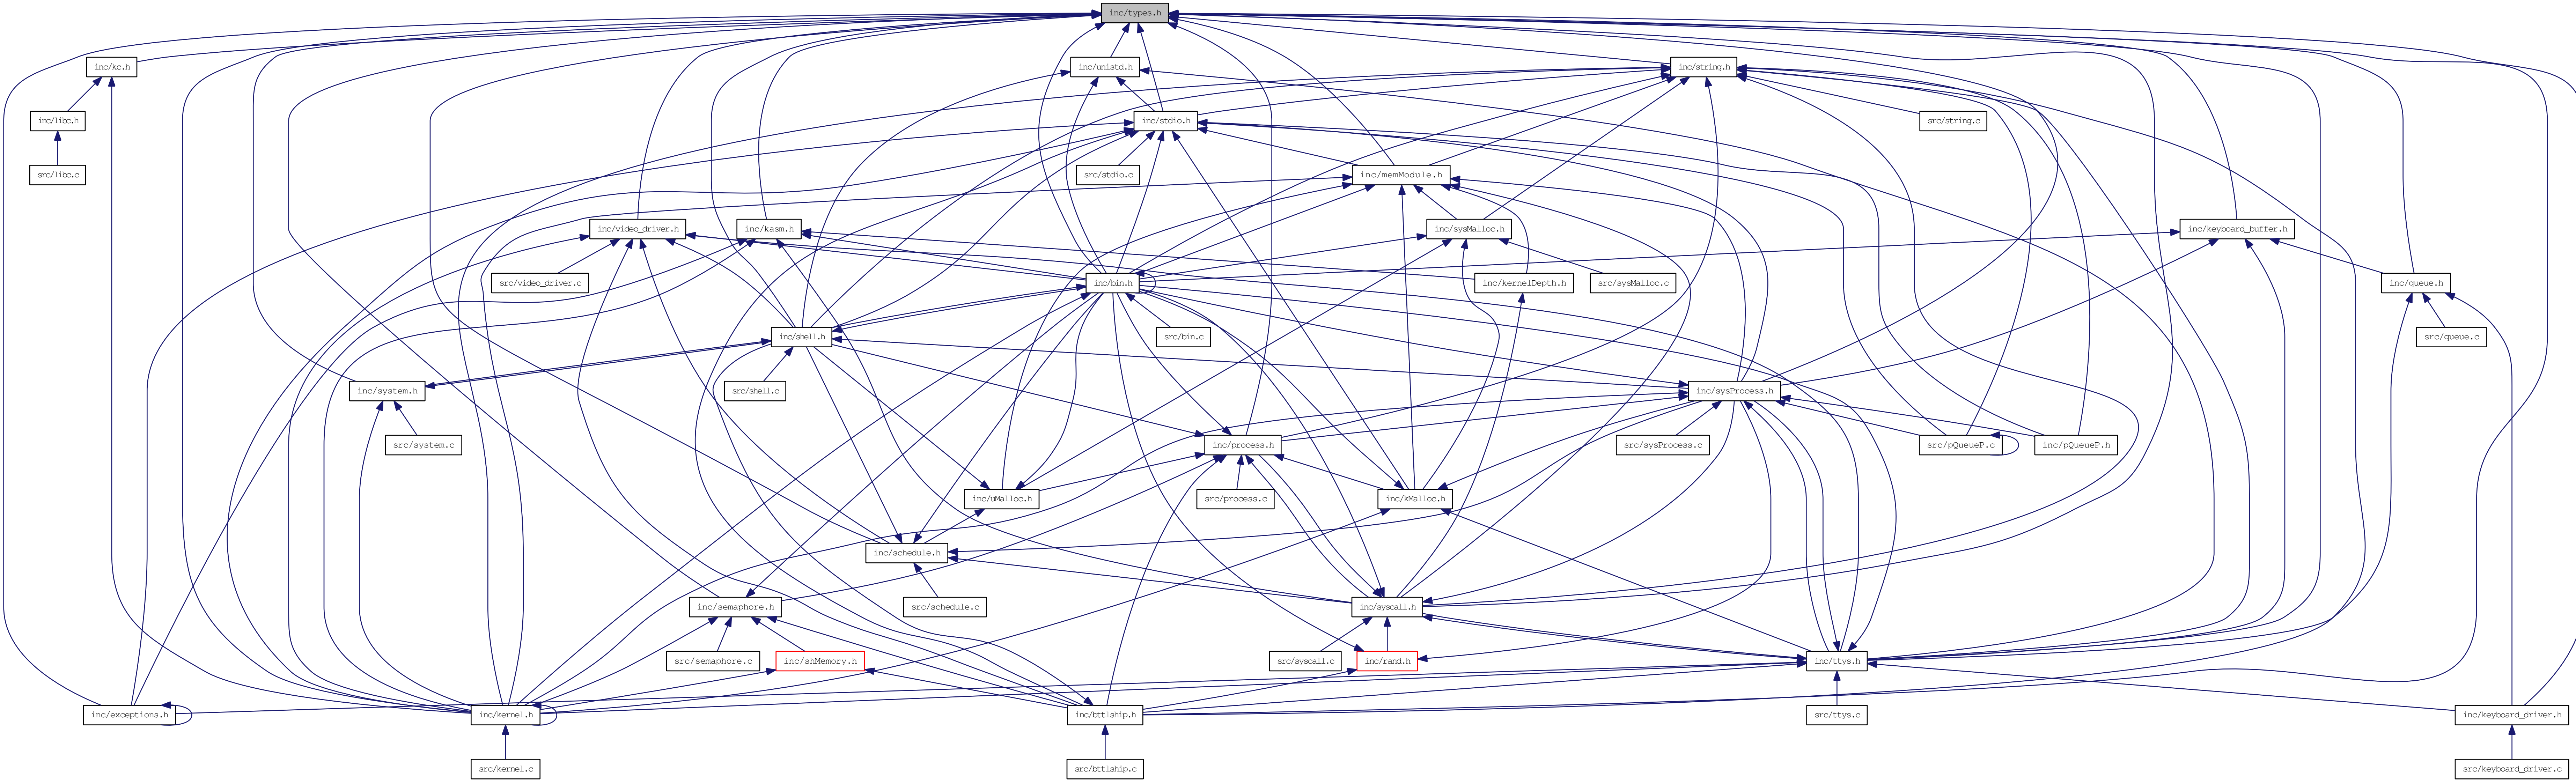 inc/types.h
inc/kc.h
inc/unistd.h
inc/string.h
inc/libc.h
inc/stdio.h
src/string.c
src/libc.c
src/stdio.c
inc/memModule.h
inc/video_driver.h
inc/kasm.h
inc/sysMalloc.h
inc/keyboard_buffer.h
src/video_driver.c
inc/bin.h
inc/kernelDepth.h
src/sysMalloc.c
inc/queue.h
inc/shell.h
src/bin.c
src/queue.c
inc/system.h
src/shell.c
inc/sysProcess.h
src/system.c
inc/process.h
src/sysProcess.c
src/pQueueP.c
inc/pQueueP.h
inc/uMalloc.h
src/process.c
inc/kMalloc.h
inc/schedule.h
inc/semaphore.h
src/schedule.c
inc/syscall.h
src/semaphore.c
inc/shMemory.h
src/syscall.c
inc/rand.h
inc/ttys.h
inc/exceptions.h
inc/kernel.h
inc/bttlship.h
src/ttys.c
inc/keyboard_driver.h
src/kernel.c
src/bttlship.c
src/keyboard_driver.c